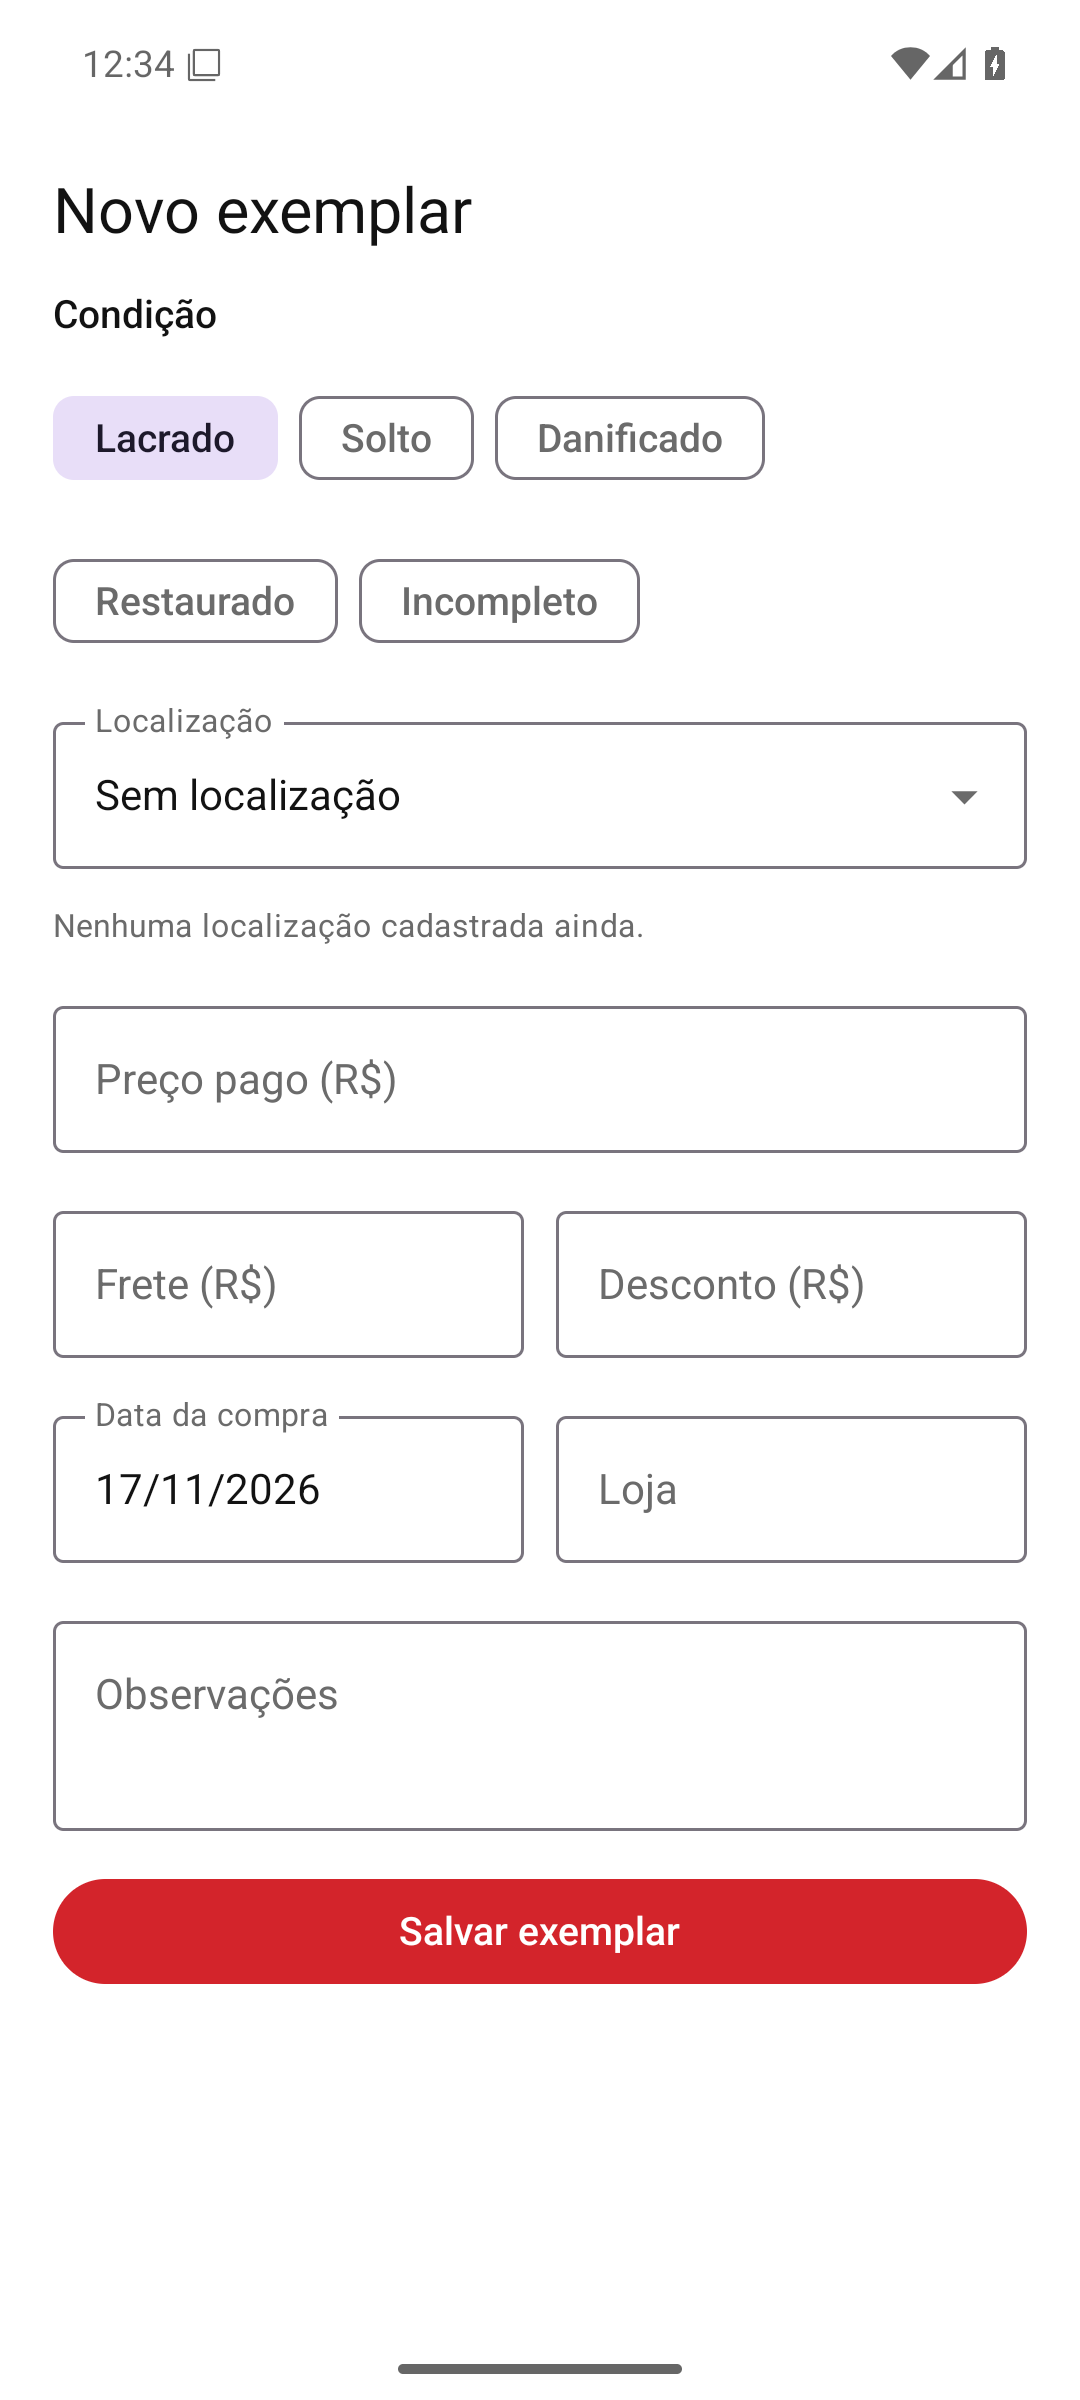 12:34
Novo exemplar
Condição
Lacrado Solto Danificado
Restaurado Incompleto
Localização
Sem localização
Nenhuma localização cadastrada ainda.
Preço pago (R$)
Frete (R$) Desconto (R$)
Data da compra
17/11/2026 Loja
Observações
Salvar exemplar